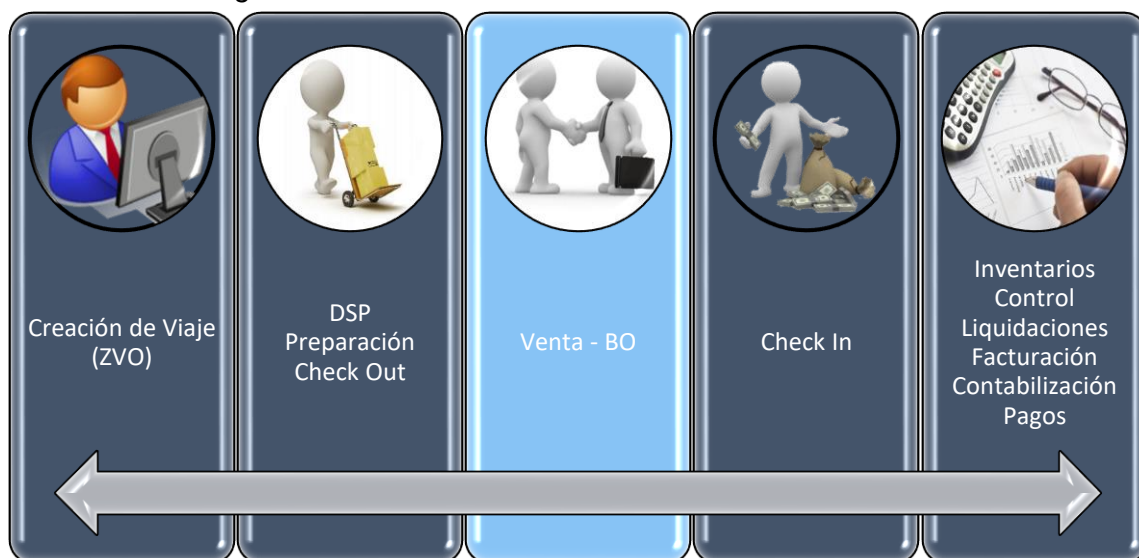 Creación de Viaje
(ZVO)
DSP
Preparación
Check Out
Venta - BO
Check In
Inventarios
Control
Liquidaciones
Facturación
Contabilización
Pagos